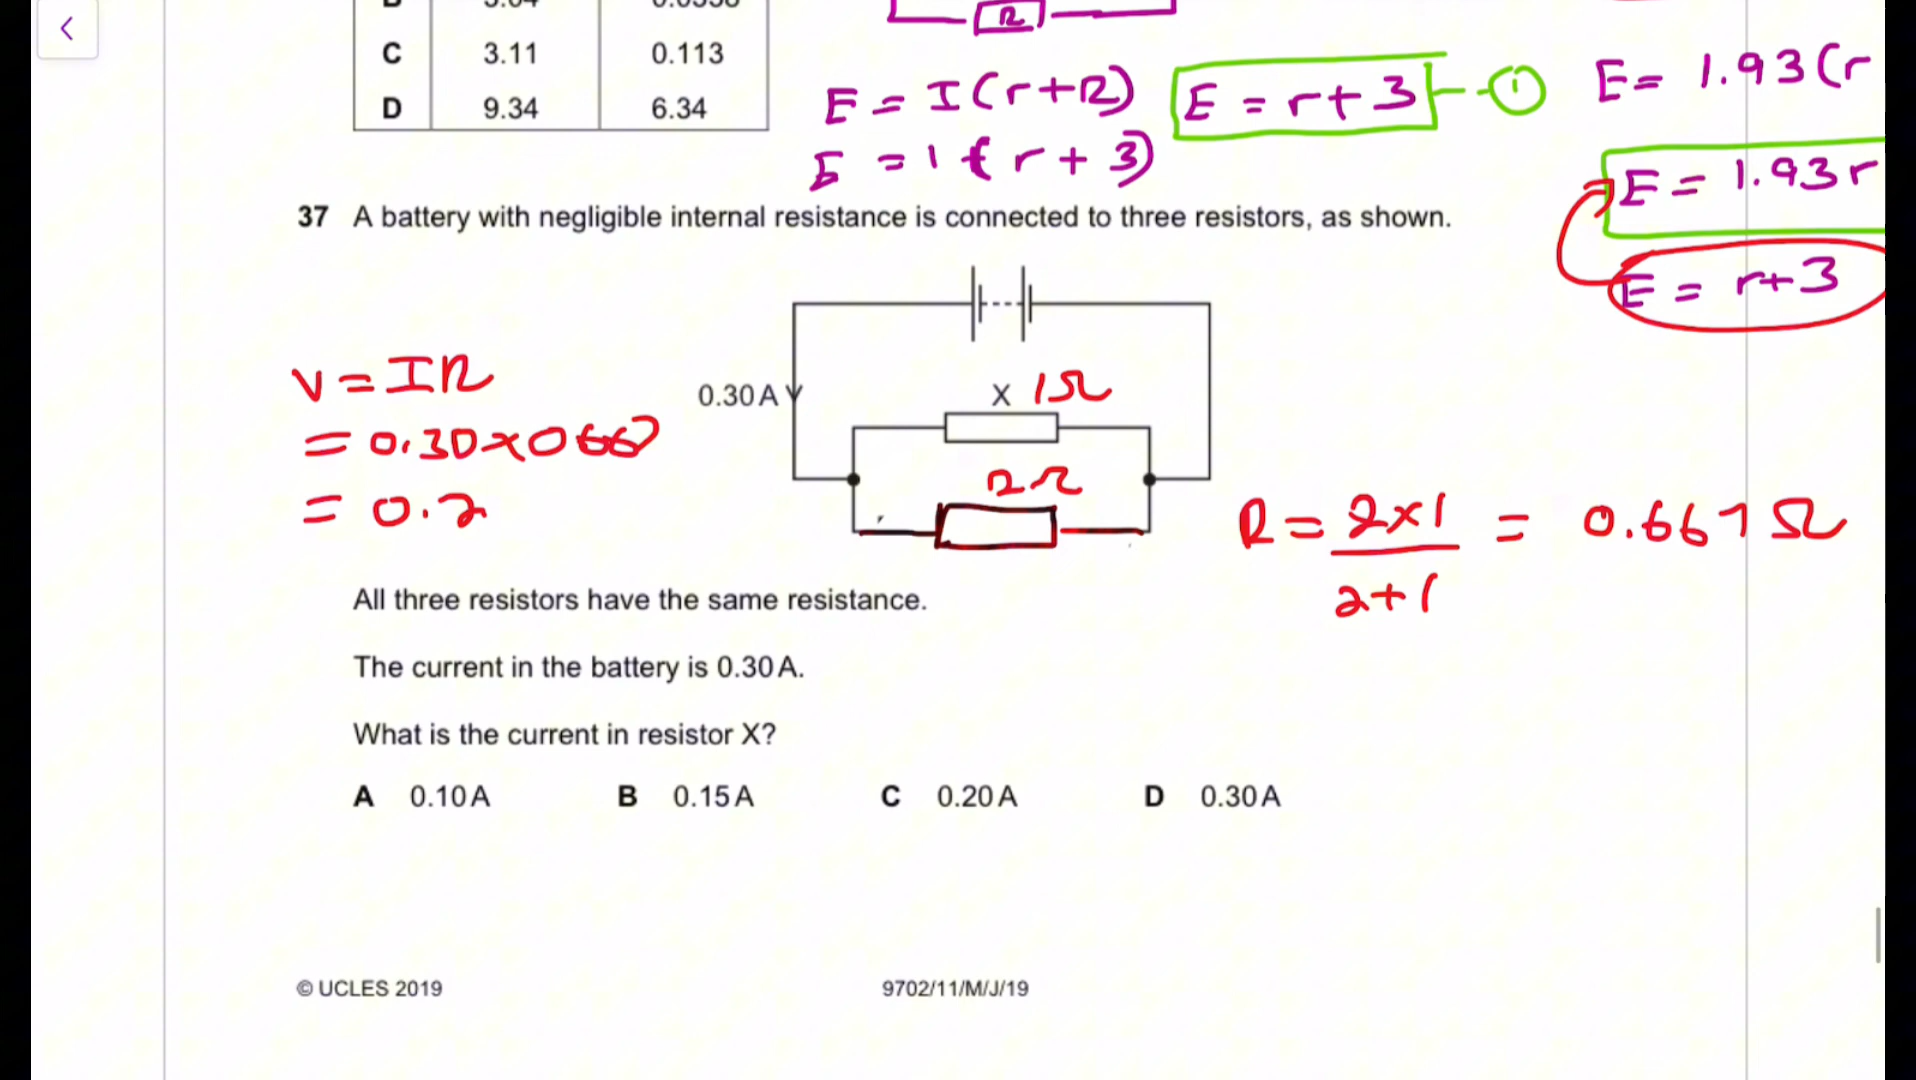 C 3.11 0.113
D 9.34 6.34
E = I(r+R)
E = 1 ( r + 3)
E = r+3 - ①
E = 1.93(r
E = 1.93r
E = r+3
37 A battery with negligible internal resistance is connected to three resistors, as shown.
V = IR
= 0.30×0667
= 0.2
0.30 A
X 1Ω
2Ω
R = 2×1 = 0.667Ω
2+1
All three resistors have the same resistance.
The current in the battery is 0.30 A.
What is the current in resistor X?
A 0.10 A B 0.15 A C 0.20 A D 0.30 A
© UCLES 2019 9702/11/M/J/19